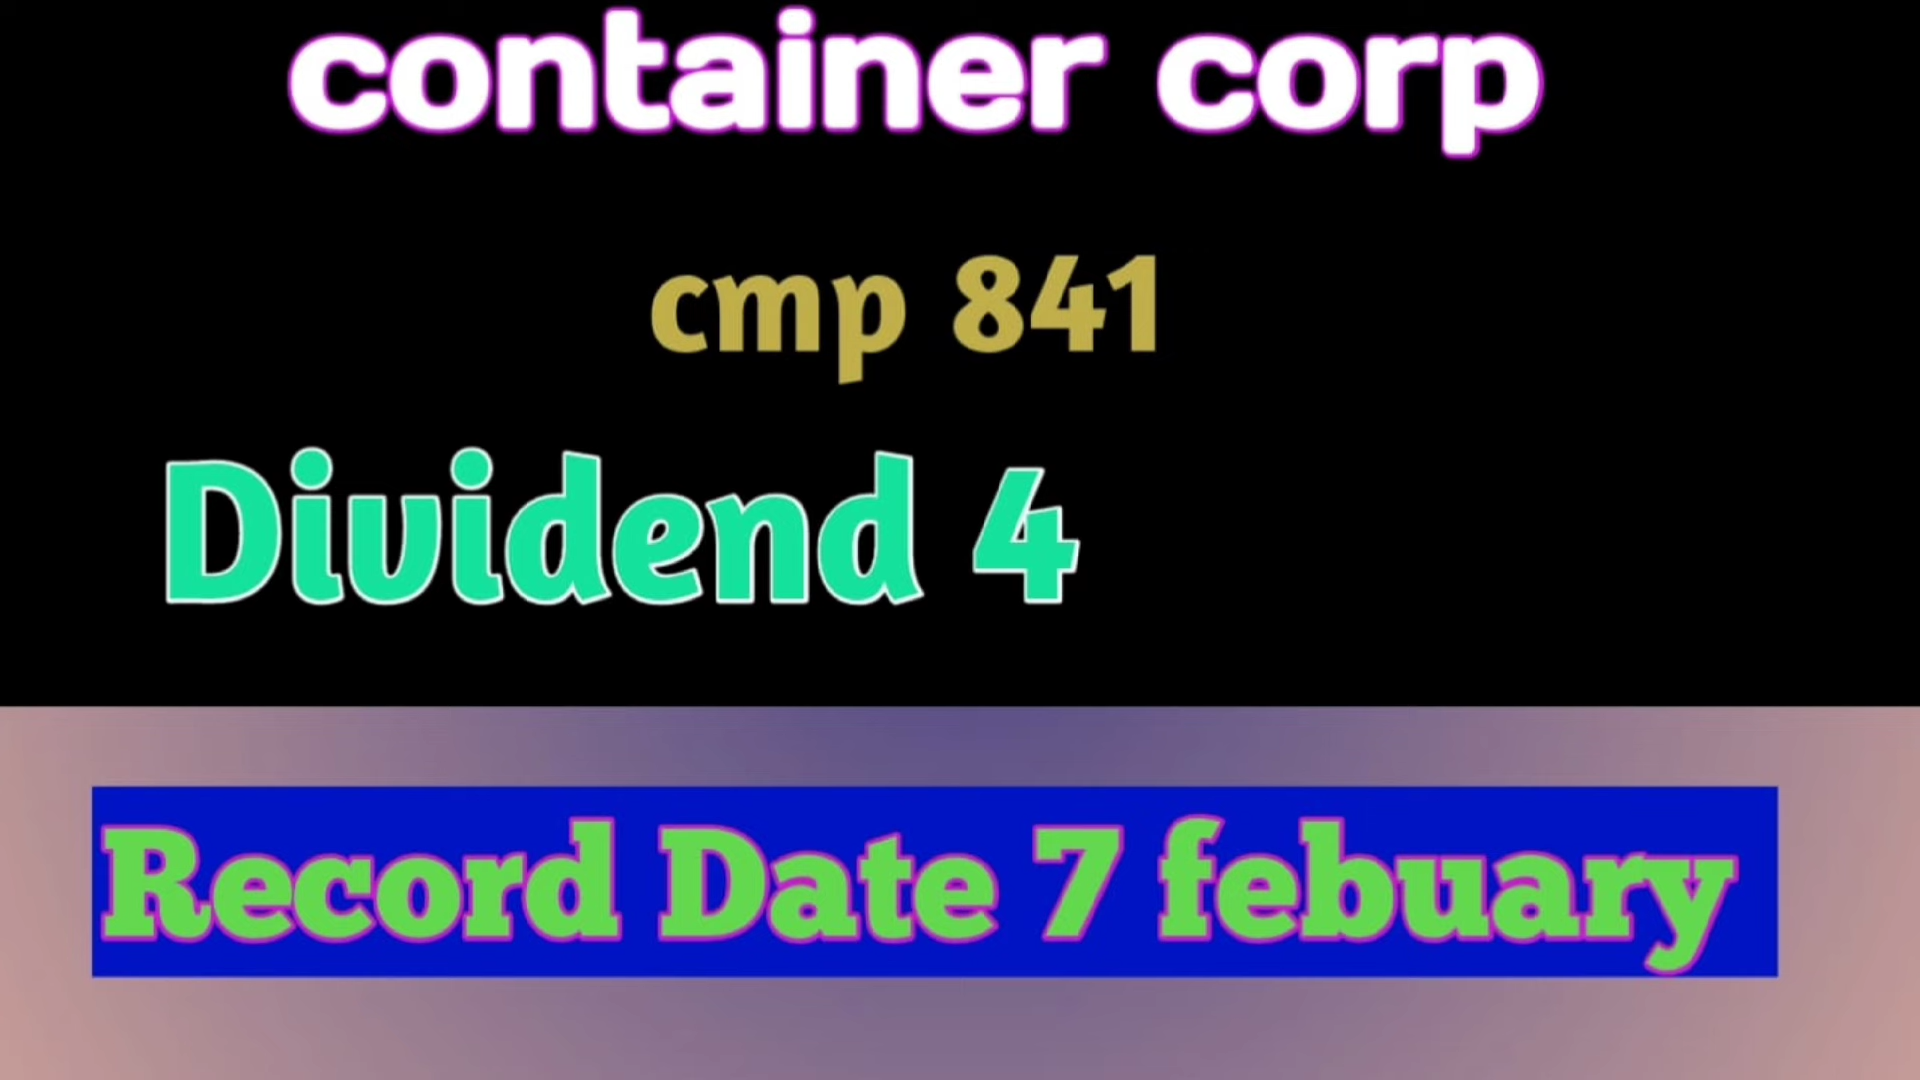 container corp
cmp 841
Dividend 4
Record Date 7 febuary